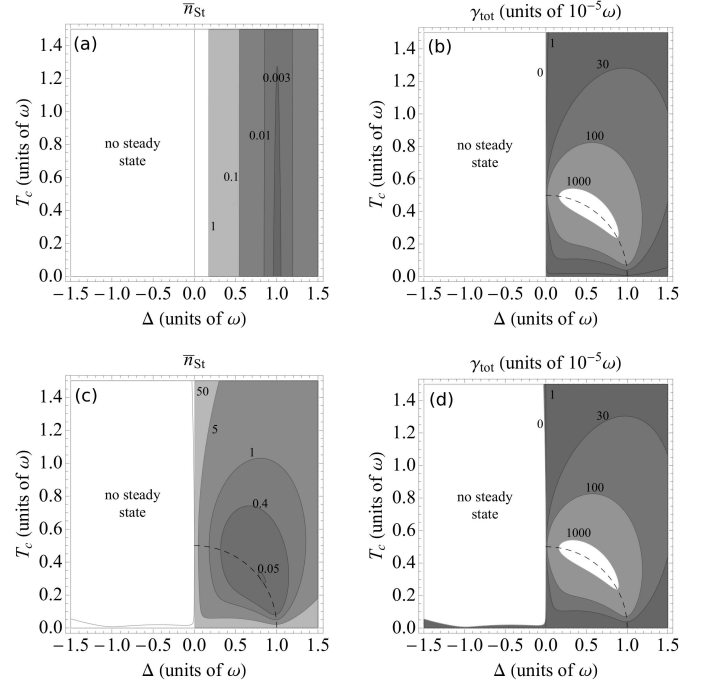 n̅St
(a)
1.4
1.2
1.0
0.8
0.6
0.4
0.2
0.0
Tc (units of ω)
no steady
state
0.003
0.01
0.1
1
−1.5 −1.0 −0.5 0.0 0.5 1.0 1.5
Δ (units of ω)
γtot (units of 10−5ω)
(b)
1.4
1.2
1.0
0.8
0.6
0.4
0.2
0.0
Tc (units of ω)
no steady
state
1
0
30
100
1000
−1.5 −1.0 −0.5 0.0 0.5 1.0 1.5
Δ (units of ω)
n̅St
(c)
1.4
1.2
1.0
0.8
0.6
0.4
0.2
0.0
Tc (units of ω)
no steady
state
50
5
1
0.4
0.05
−1.5 −1.0 −0.5 0.0 0.5 1.0 1.5
Δ (units of ω)
γtot (units of 10−5ω)
(d)
1.4
1.2
1.0
0.8
0.6
0.4
0.2
0.0
Tc (units of ω)
no steady
state
1
0
30
100
1000
−1.5 −1.0 −0.5 0.0 0.5 1.0 1.5
Δ (units of ω)